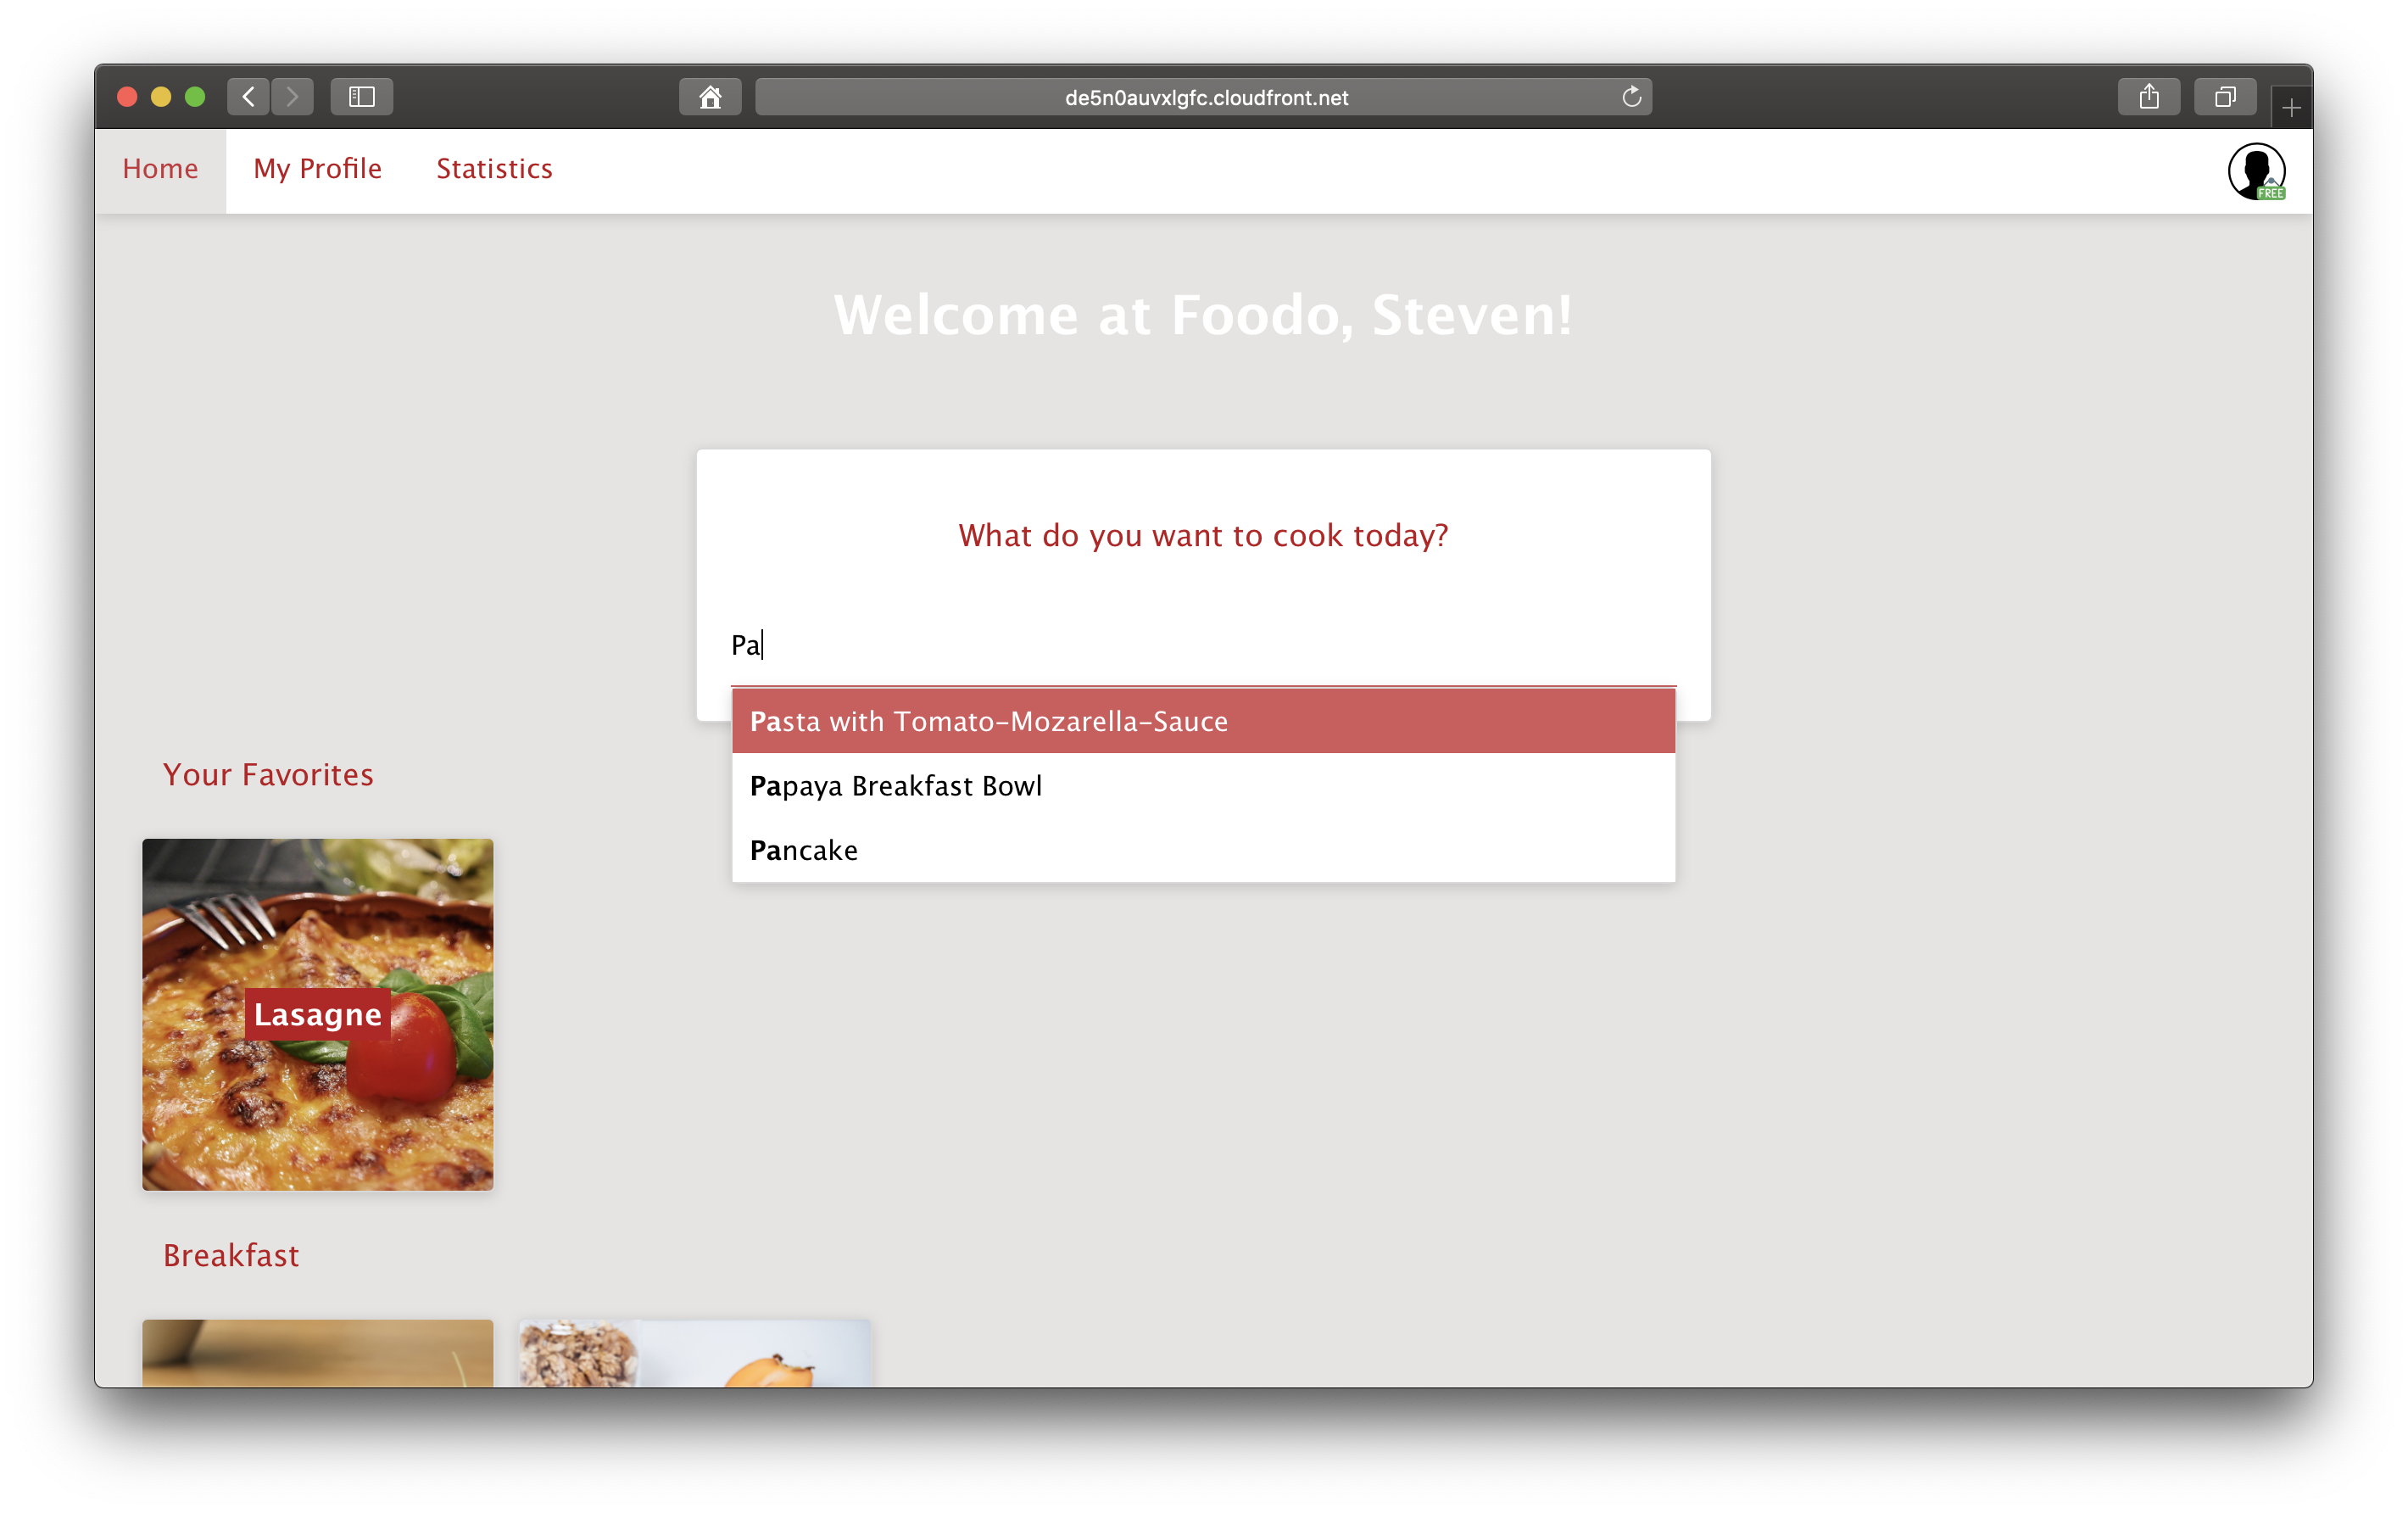 de5n0auvxlgfc.cloudfront.net
Home My Profile Statistics
FREE
Welcome at Foodo, Steven!
What do you want to cook today?
Pa
Pasta with Tomato-Mozarella-Sauce
Papaya Breakfast Bowl
Pancake
Your Favorites
Lasagne
Breakfast